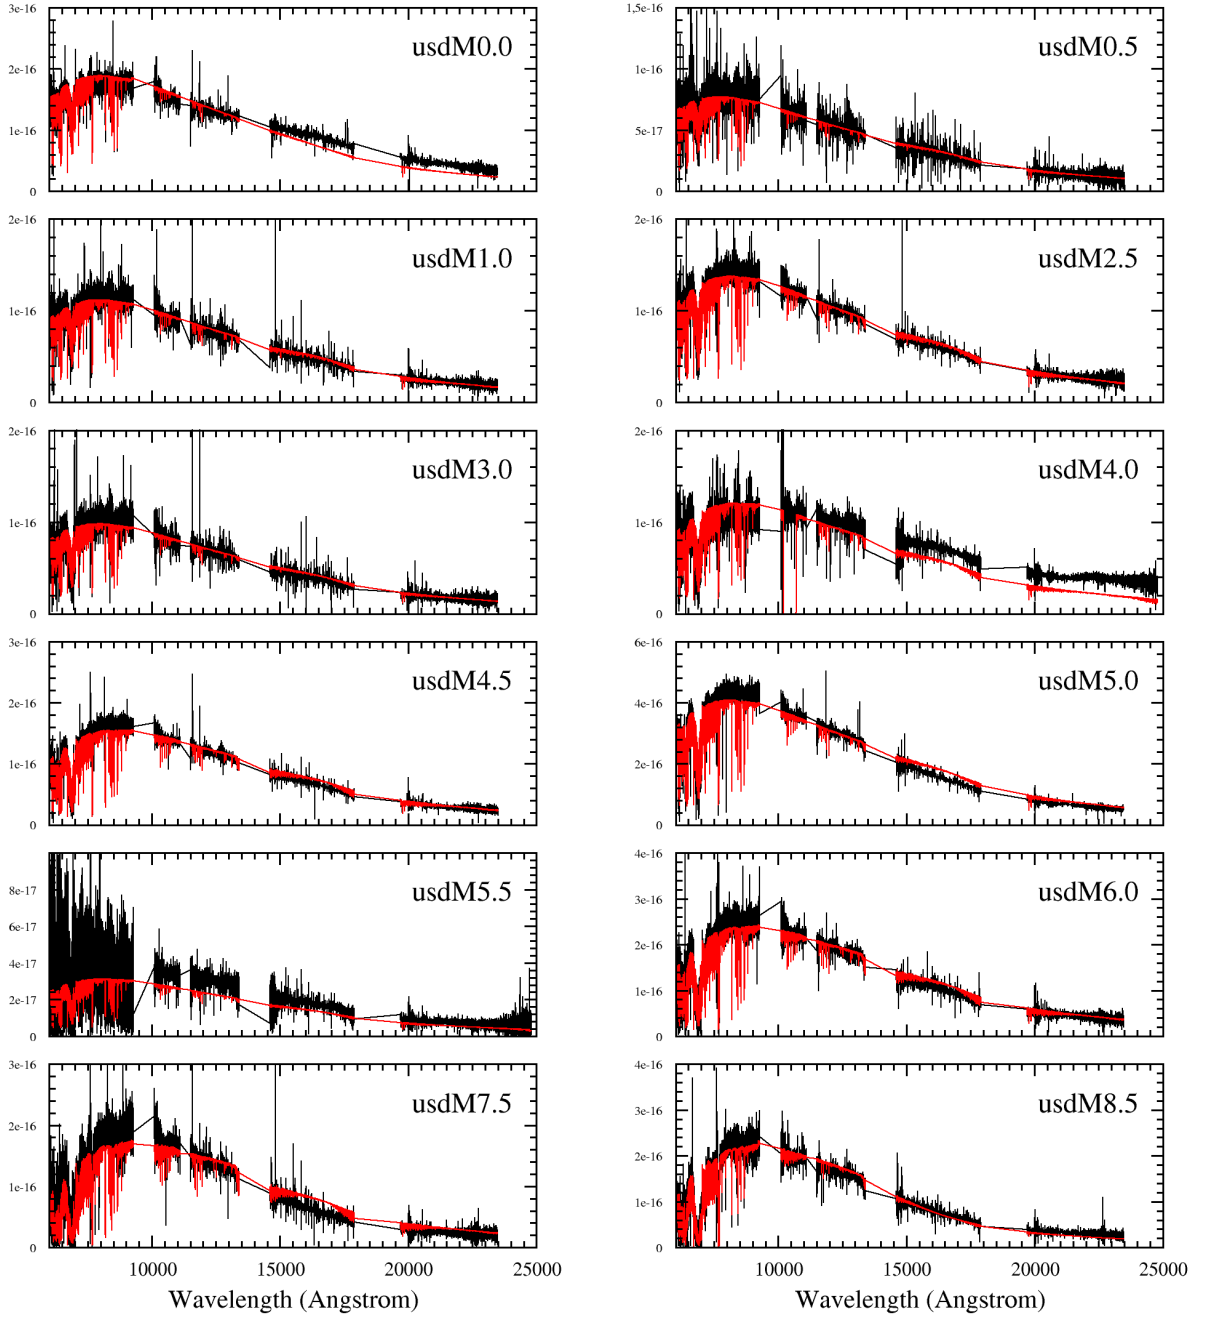 3e-16
2e-16
1e-16
0
usdM0.0
1,5e-16
1e-16
5e-17
0
usdM0.5
2e-16
1e-16
0
usdM1.0
2e-16
1e-16
0
usdM2.5
2e-16
1e-16
0
usdM3.0
2e-16
1e-16
0
usdM4.0
3e-16
2e-16
1e-16
0
usdM4.5
6e-16
4e-16
2e-16
0
usdM5.0
8e-17
6e-17
4e-17
2e-17
0
usdM5.5
4e-16
3e-16
2e-16
1e-16
0
usdM6.0
3e-16
2e-16
1e-16
0
usdM7.5
4e-16
3e-16
2e-16
1e-16
0
usdM8.5
10000 15000 20000 25000
Wavelength (Angstrom)
10000 15000 20000 25000
Wavelength (Angstrom)